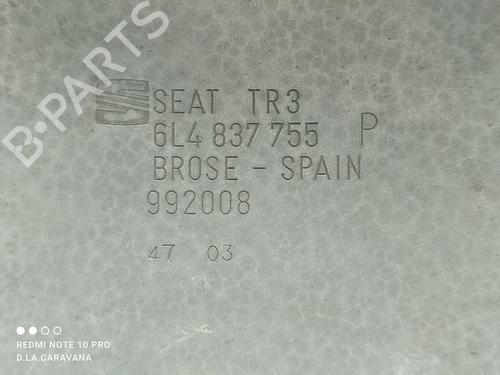 B-PARTS
SEAT TR3
6L4 837 755 P
BROSE - SPAIN
992008
47 03
REDMI NOTE 10 PRO
D.LA.CARAVANA